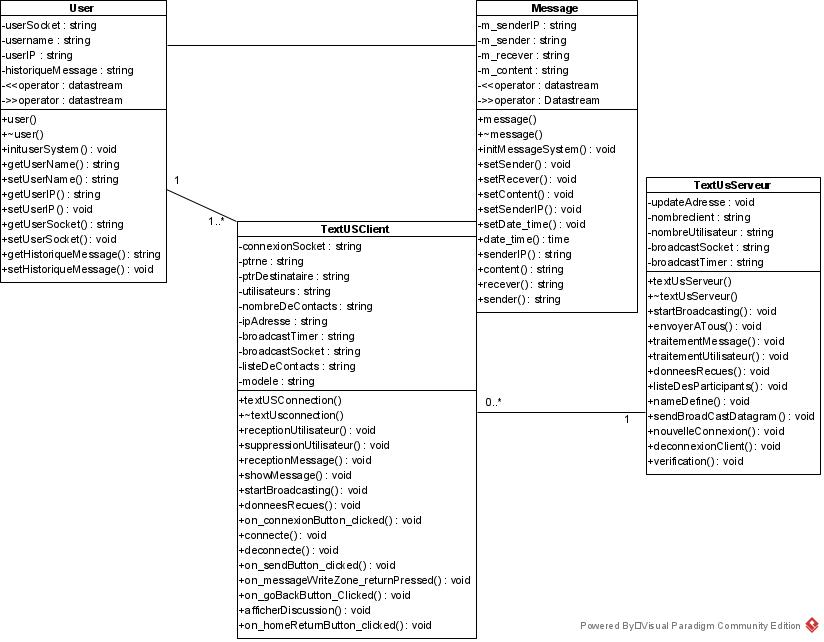 User
-userSocket : string
-username : string
-userIP : string
-historiqueMessage : string
-<<operator : datastream
->>operator : datastream
+user()
+~user()
+inituserSystem() : void
+getUserName() : string
+setUserName() : string
+getUserIP() : string
+setUserIP() : void
+getUserSocket() : string
+setUserSocket() : void
+getHistoriqueMessage() : string
+setHistoriqueMessage() : void
Message
-m_senderIP : string
-m_sender : string
-m_recever : string
-m_content : string
-<<operator : datastream
->>operator : Datastream
+message()
+~message()
+initMessageSystem() : void
+setSender() : void
+setRecever() : void
+setContent() : void
+setSenderIP() : void
+setDate_time() : void
+date_time() : time
+senderIP() : string
+content() : string
+recever() : string
+sender() : string
1
1..*
TextUSClient
-connexionSocket : string
-ptrne : string
-ptrDestinataire : string
-utilisateurs : string
-nombreDeContacts : string
-ipAdresse : string
-broadcastTimer : string
-broadcastSocket : string
-listeDeContacts : string
-modele : string
+textUSConnection()
+~textUsconnection()
+receptionUtilisateur() : void
+suppressionUtilisateur() : void
+receptionMessage() : void
+showMessage() : void
+startBroadcasting() : void
+donneesRecues() : void
+on_connexionButton_clicked() : void
+connecte() : void
+deconnecte() : void
+on_sendButton_clicked() : void
+on_messageWriteZone_returnPressed() : void
+on_goBackButton_Clicked() : void
+afficherDiscussion() : void
+on_homeReturnButton_clicked() : void
0..*
1
TextUsServeur
-updateAdresse : void
-nombreclient : string
-nombreUtilisateur : string
-broadcastSocket : string
-broadcastTimer : string
+textUsServeur()
+~textUsServeur()
+startBroadcasting() : void
+envoyerATous() : void
+traitementMessage() : void
+traitementUtilisateur() : void
+donneesRecues() : void
+listeDesParticipants() : void
+nameDefine() : void
+sendBroadCastDatagram() : void
+nouvelleConnexion() : void
+deconnexionClient() : void
+verification() : void
Powered By Visual Paradigm Community Edition